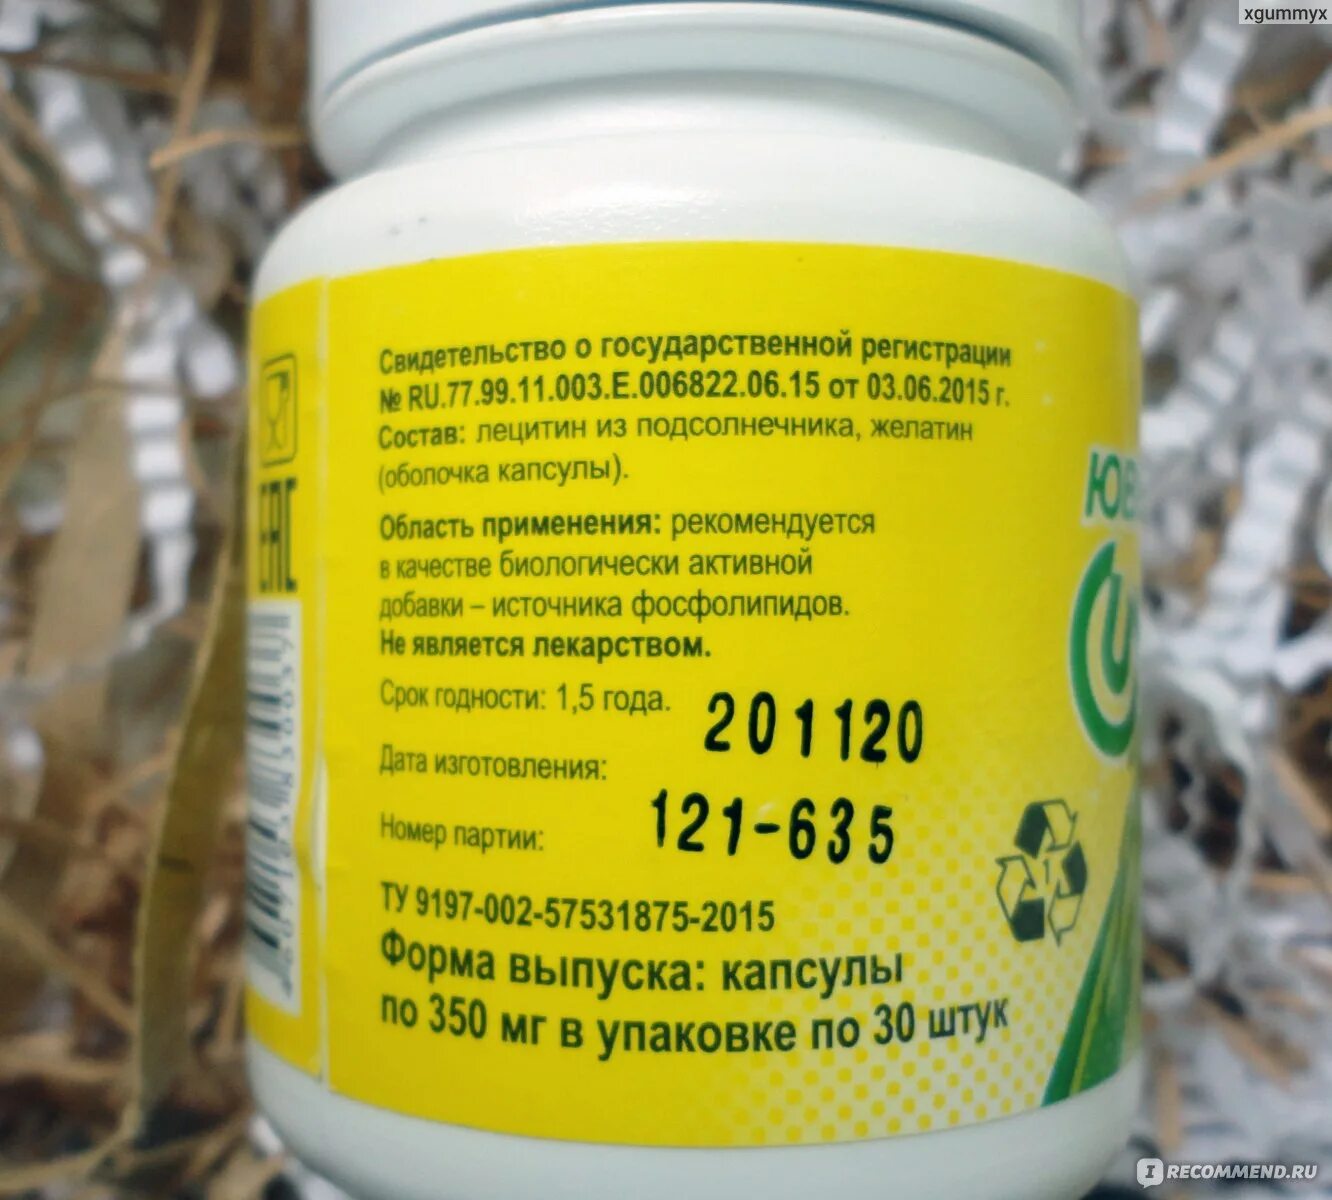 xgummyx
Свидетельство о государственной регистрации
№ RU.77.99.11.003.Е.006822.06.15 от 03.06.2015 г.
Состав: лецитин из подсолнечника, желатин
(оболочка капсулы).
Область применения: рекомендуется
в качестве биологически активной
добавки – источника фосфолипидов.
Не является лекарством.
Срок годности: 1,5 года.
201120
Дата изготовления:
121-635
Номер партии:
ТУ 9197-002-57531875-2015
Форма выпуска: капсулы
по 350 мг в упаковке по 30 штук
EAC
1
IRECOMMEND.RU